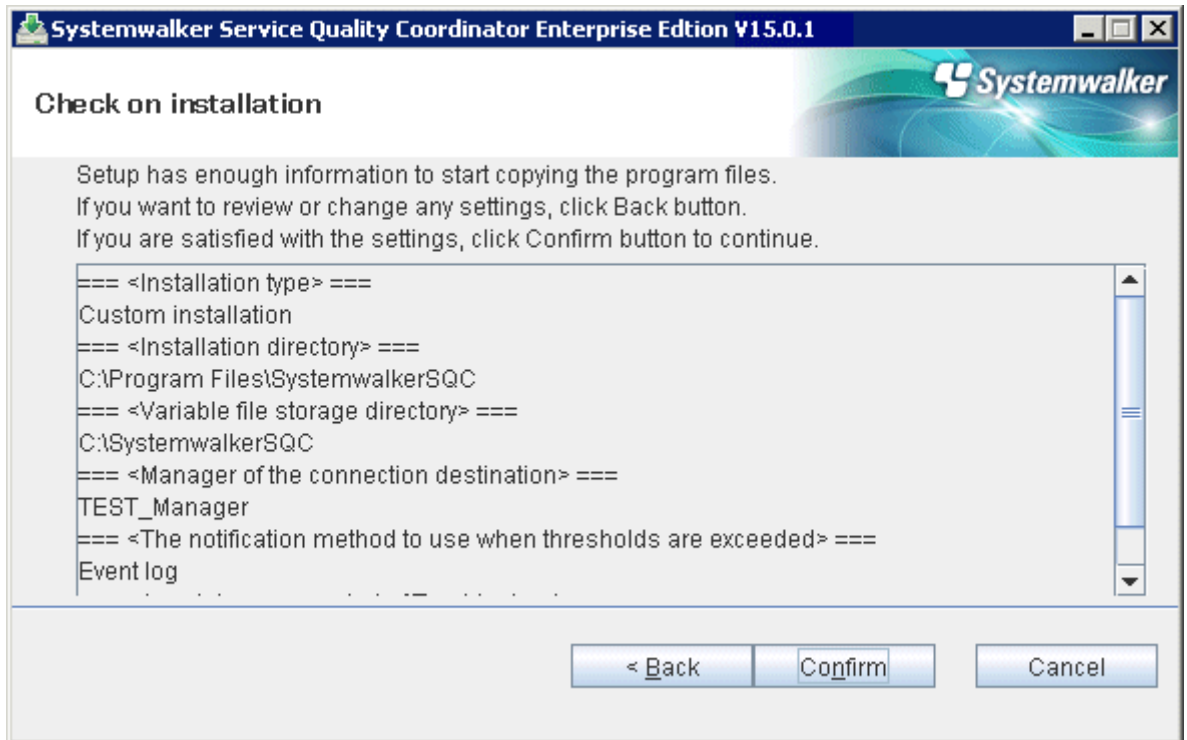 Systemwalker Service Quality Coordinator Enterprise Edtion V15.0.1
Systemwalker
Check on installation
Setup has enough information to start copying the program files.
If you want to review or change any settings, click Back button.
If you are satisfied with the settings, click Confirm button to continue.
=== <Installation type> ===
Custom installation
=== <Installation directory> ===
C:\Program Files\SystemwalkerSQC
=== <Variable file storage directory> ===
C:\SystemwalkerSQC
=== <Manager of the connection destination> ===
TEST_Manager
=== <The notification method to use when thresholds are exceeded> ===
Event log
< Back
Confirm
Cancel